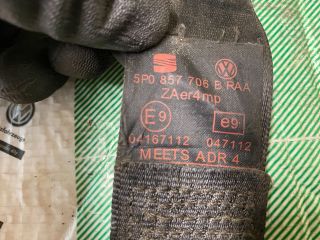 5P0 857 706 B RAA
ZAer4mp
E9 e9
04167112 047112
MEETS ADR 4